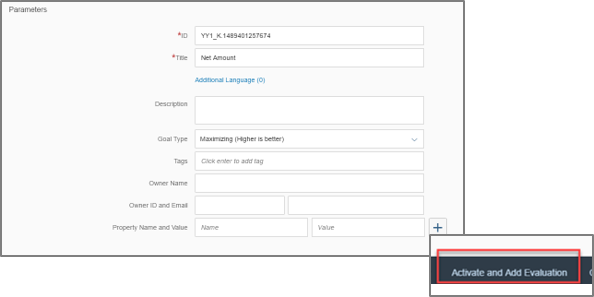 Parameters
*ID YY1_K.1489401257674
*Title Net Amount
Additional Language (0)
Description
Goal Type Maximizing (Higher is better)
Tags Click enter to add tag
Owner Name
Owner ID and Email
Property Name and Value Name Value +
Activate and Add Evaluation